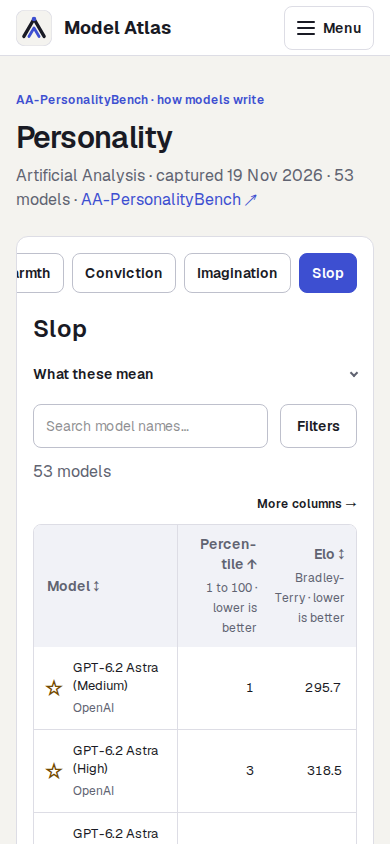 Model Atlas
Menu
AA-PersonalityBench · how models write
Personality
Artificial Analysis · captured 19 Nov 2026 · 53
models · AA-PersonalityBench ↗
Conviction
Imagination
Slop
Slop
What these mean
Search model names…
Filters
53 models
More columns →
Model ↕
Percen-
tile ↑
1 to 100 ·
lower is
better
Elo ↕
Bradley-
Terry · lower
is better
GPT-6.2 Astra
(Medium)
OpenAI
1
295.7
GPT-6.2 Astra
(High)
OpenAI
3
318.5
GPT-6.2 Astra